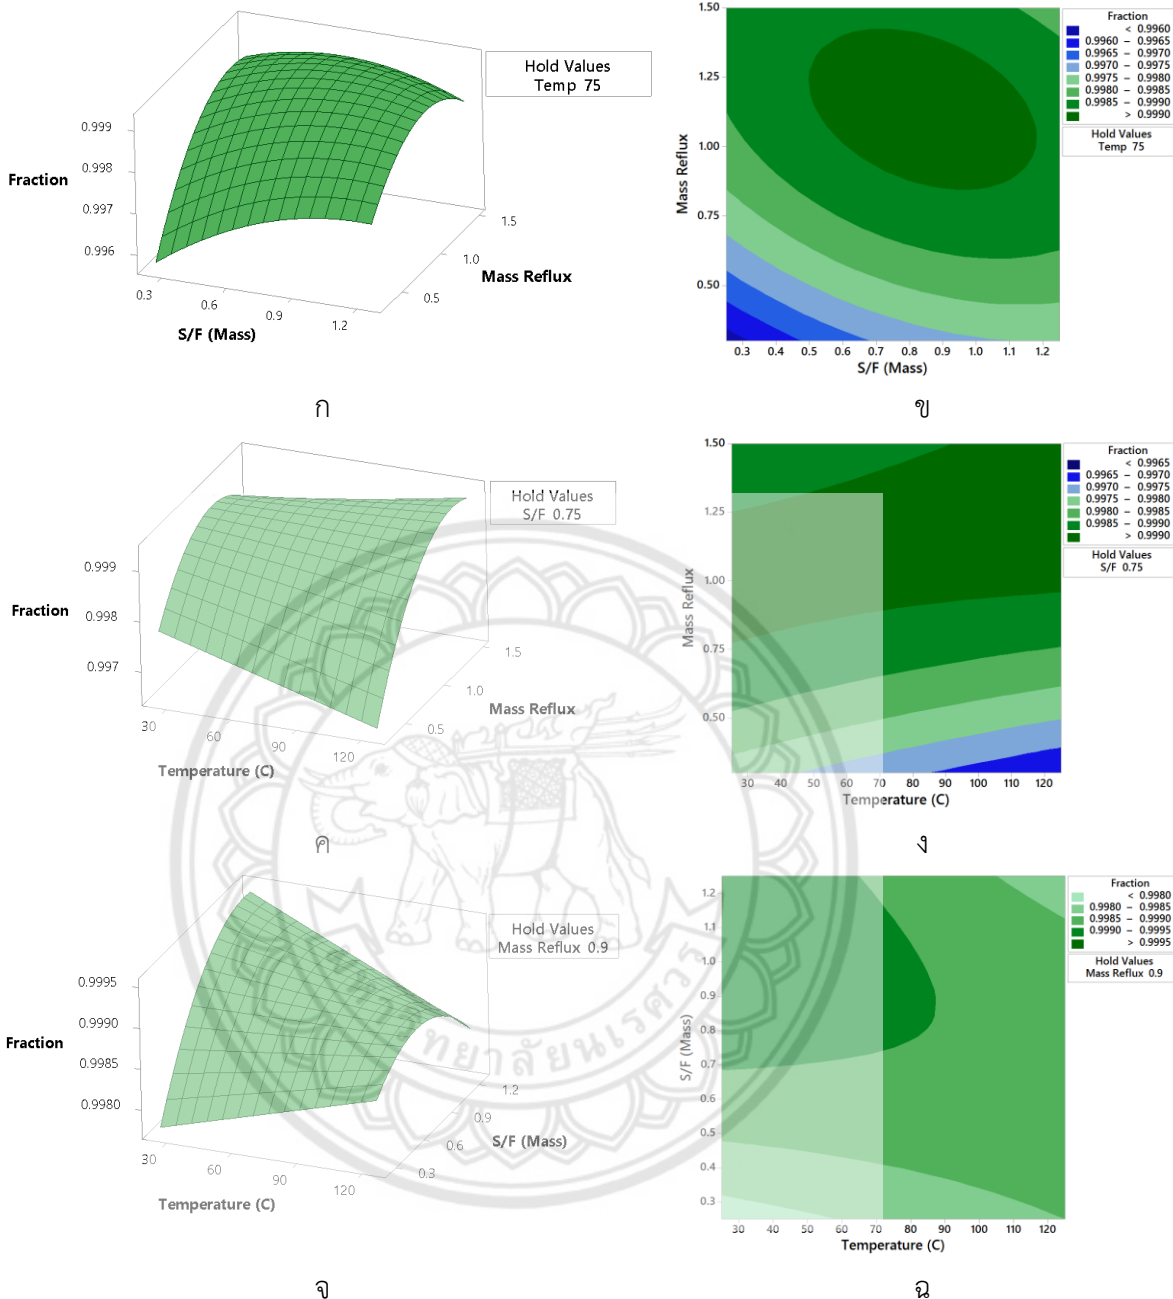 Hold Values
Temp 75
0.999
0.998
0.997
0.996
Fraction
0.3
0.6
0.9
1.2
S/F (Mass)
0.5
1.0
1.5
Mass Reflux
ก
1.50
1.25
1.00
0.75
0.50
Mass Reflux
0.3 0.4 0.5 0.6 0.7 0.8 0.9 1.0 1.1 1.2
S/F (Mass)
Fraction
< 0.9960
0.9960 – 0.9965
0.9965 – 0.9970
0.9970 – 0.9975
0.9975 – 0.9980
0.9980 – 0.9985
0.9985 – 0.9990
> 0.9990
Hold Values
Temp 75
ข
Hold Values
S/F 0.75
0.999
0.998
0.997
Fraction
30
60
90
120
Temperature (C)
0.5
1.0
1.5
Mass Reflux
ค
1.50
1.25
1.00
0.75
0.50
Mass Reflux
30 40 50 60 70 80 90 100 110 120
Temperature (C)
Fraction
< 0.9965
0.9965 – 0.9970
0.9970 – 0.9975
0.9975 – 0.9980
0.9980 – 0.9985
0.9985 – 0.9990
> 0.9990
Hold Values
S/F 0.75
ง
Hold Values
Mass Reflux 0.9
0.9995
0.9990
0.9985
0.9980
Fraction
30
60
90
120
Temperature (C)
0.3
0.6
0.9
1.2
S/F (Mass)
จ
1.2
1.1
1.0
0.9
0.8
0.7
0.6
0.5
0.4
0.3
S/F (Mass)
30 40 50 60 70 80 90 100 110 120
Temperature (C)
Fraction
< 0.9980
0.9980 – 0.9985
0.9985 – 0.9990
0.9990 – 0.9995
> 0.9995
Hold Values
Mass Reflux 0.9
ฉ